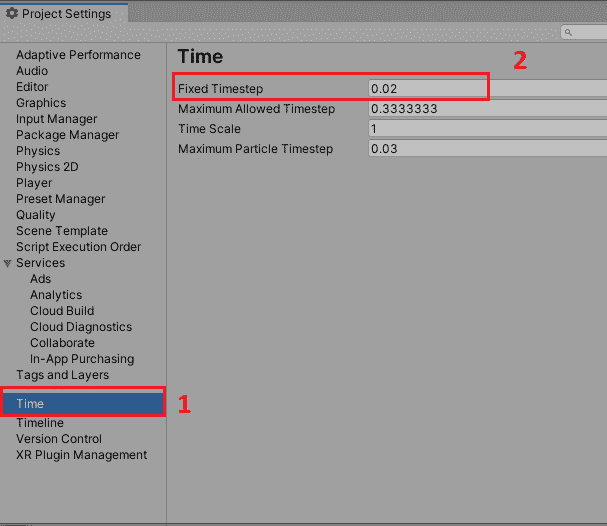 Project Settings
Adaptive Performance
Audio
Editor
Graphics
Input Manager
Package Manager
Physics
Physics 2D
Player
Preset Manager
Quality
Scene Template
Script Execution Order
Services
Ads
Analytics
Cloud Build
Cloud Diagnostics
Collaborate
In-App Purchasing
Tags and Layers
Time
1
Timeline
Version Control
XR Plugin Management
Time
2
Fixed Timestep 0.02
Maximum Allowed Timestep 0.3333333
Time Scale 1
Maximum Particle Timestep 0.03